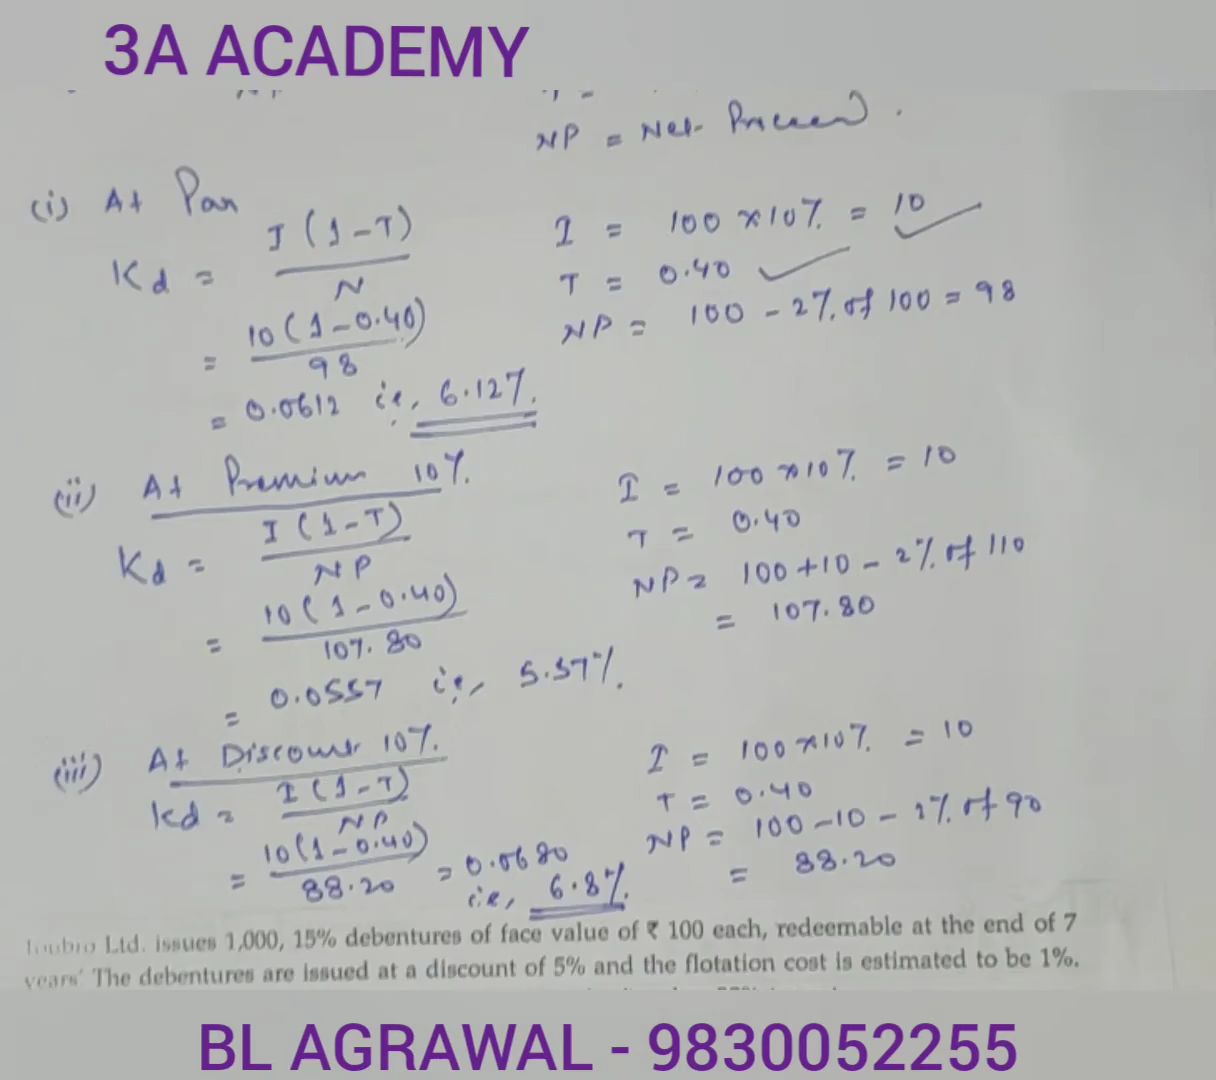 3A ACADEMY
NP = Net Proceed.
(i) At Par
Kd = I(1-T) / N
I = 100 × 10% = 10
T = 0.40
NP = 100 - 2% of 100 = 98
= 10(1-0.40) / 98
= 0.0612 ie, 6.12%.
(ii) At Premium 10%.
Kd = I(1-T) / NP
I = 100 × 10% = 10
T = 0.40
NP = 100 + 10 - 2% of 110
= 107.80
= 10(1-0.40) / 107.80
= 0.0557 ie, 5.57%.
(iii) At Discount 10%.
Kd = I(1-T) / NP
I = 100 × 10% = 10
T = 0.40
NP = 100 - 10 - 2% of 90
= 88.20
= 10(1-0.40) / 88.20 = 0.0680
i.e, 6.8%.
Toubro Ltd. issues 1,000, 15% debentures of face value of ₹ 100 each, redeemable at the end of 7
years. The debentures are issued at a discount of 5% and the flotation cost is estimated to be 1%.
BL AGRAWAL - 9830052255